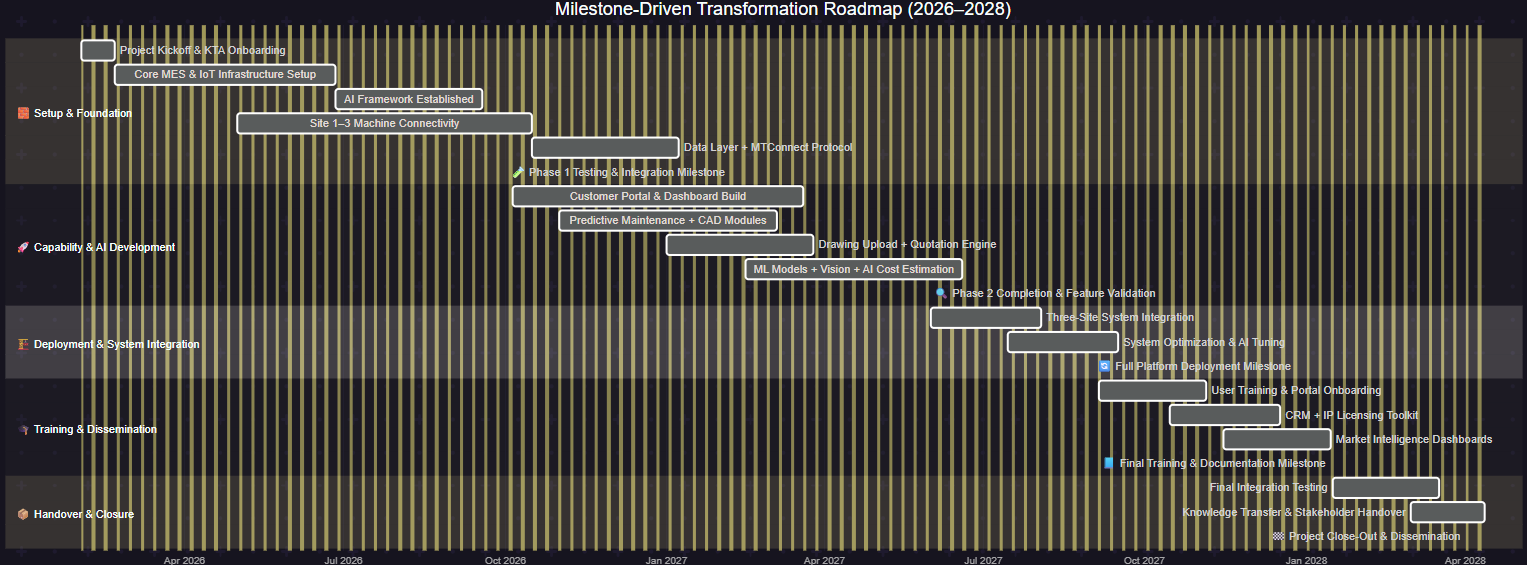 Milestone-Driven Transformation Roadmap (2026–2028)
Project Kickoff & KTA Onboarding
Core MES & IoT Infrastructure Setup
AI Framework Established
Setup & Foundation
Site 1–3 Machine Connectivity
Data Layer + MTConnect Protocol
Phase 1 Testing & Integration Milestone
Customer Portal & Dashboard Build
Predictive Maintenance + CAD Modules
Capability & AI Development
Drawing Upload + Quotation Engine
ML Models + Vision + AI Cost Estimation
Phase 2 Completion & Feature Validation
Three-Site System Integration
Deployment & System Integration
System Optimization & AI Tuning
Full Platform Deployment Milestone
User Training & Portal Onboarding
CRM + IP Licensing Toolkit
Training & Dissemination
Market Intelligence Dashboards
Final Training & Documentation Milestone
Final Integration Testing
Handover & Closure
Knowledge Transfer & Stakeholder Handover
Project Close-Out & Dissemination
Apr 2026 Jul 2026 Oct 2026 Jan 2027 Apr 2027 Jul 2027 Oct 2027 Jan 2028 Apr 2028